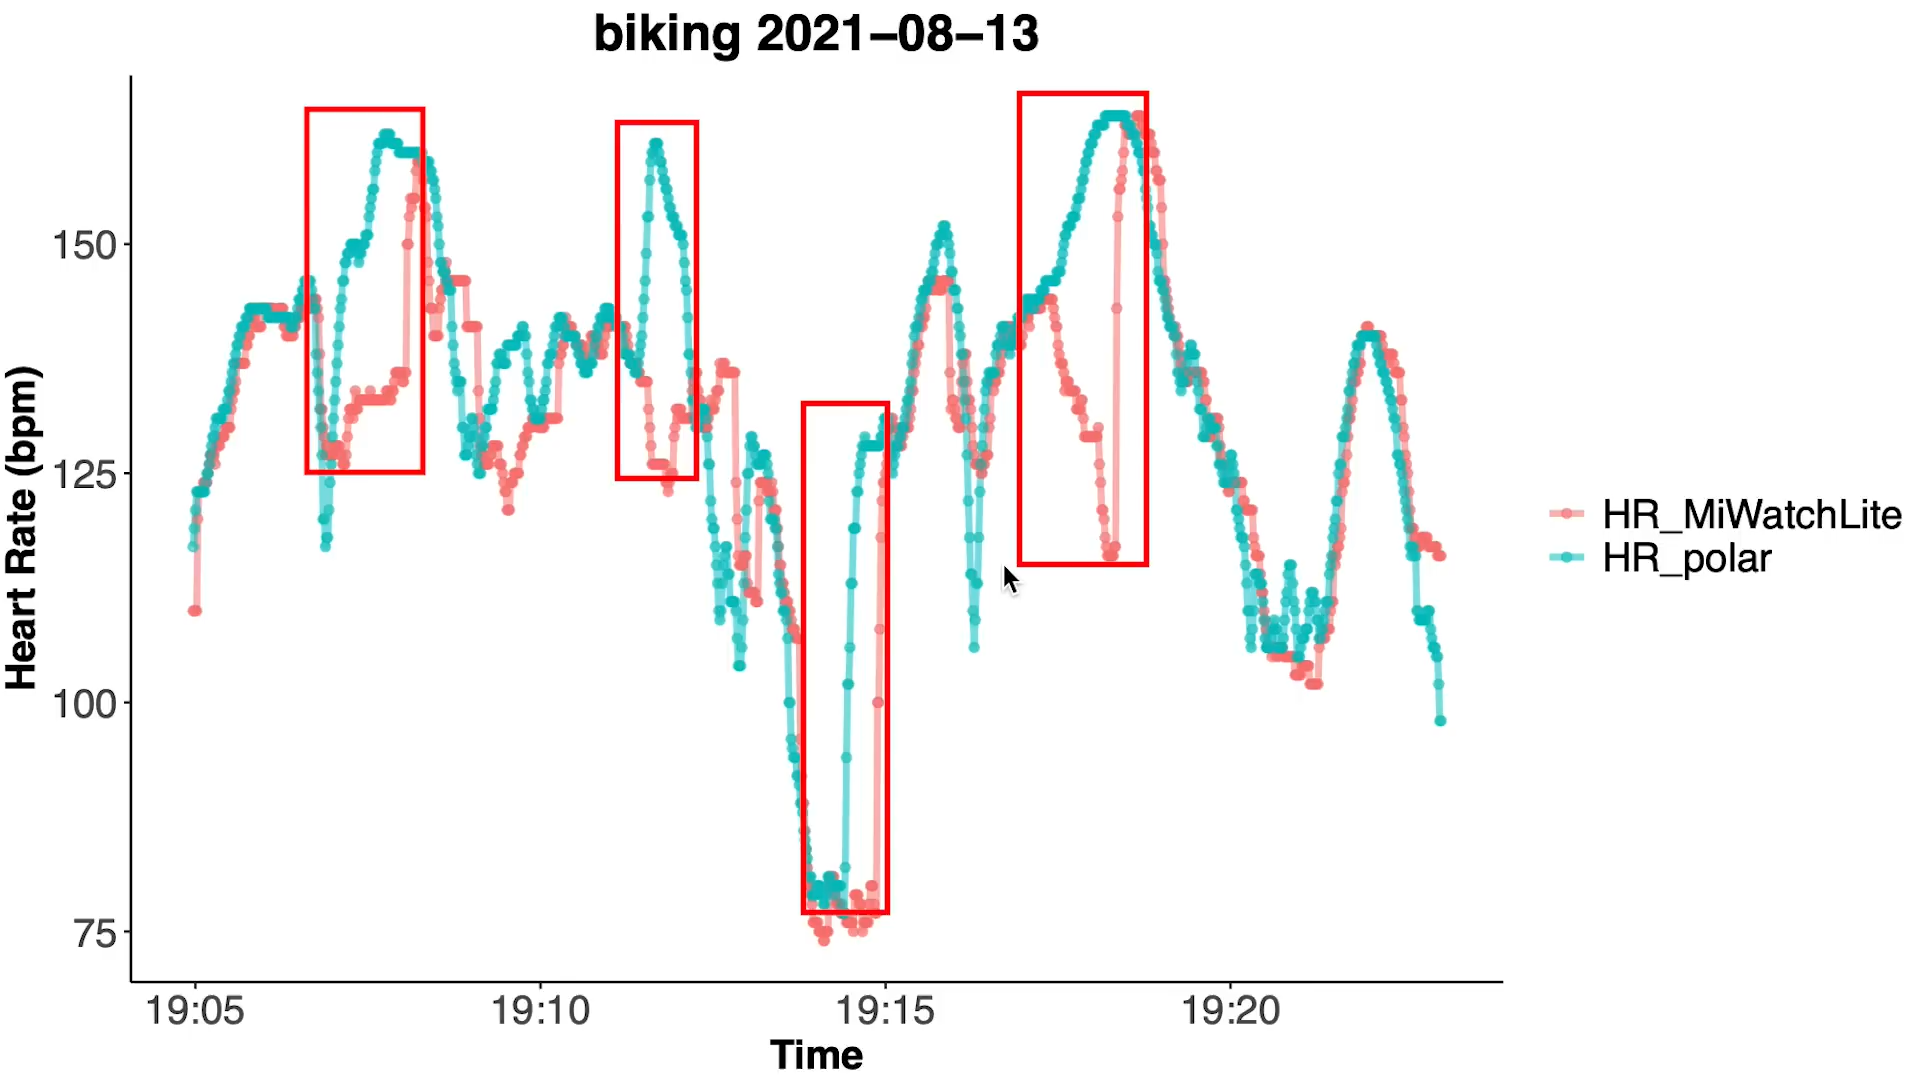 biking 2021–08–13
Heart Rate (bpm)
150
125
100
75
19:05
19:10
19:15
19:20
Time
HR_MiWatchLite
HR_polar